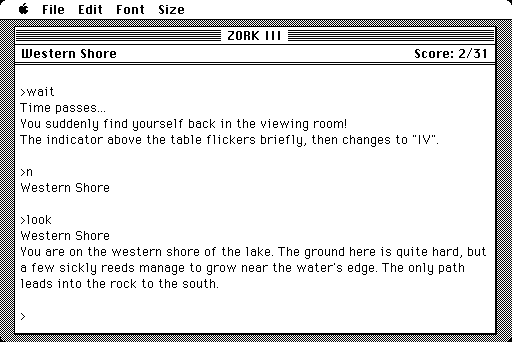 File Edit Font Size
ZORK III
Western Shore Score: 2/31
>wait
Time passes...
You suddenly find yourself back in the viewing room!
The indicator above the table flickers briefly, then changes to "IV".
>n
Western Shore
>look
Western Shore
You are on the western shore of the lake. The ground here is quite hard, but
a few sickly reeds manage to grow near the water's edge. The only path
leads into the rock to the south.
>